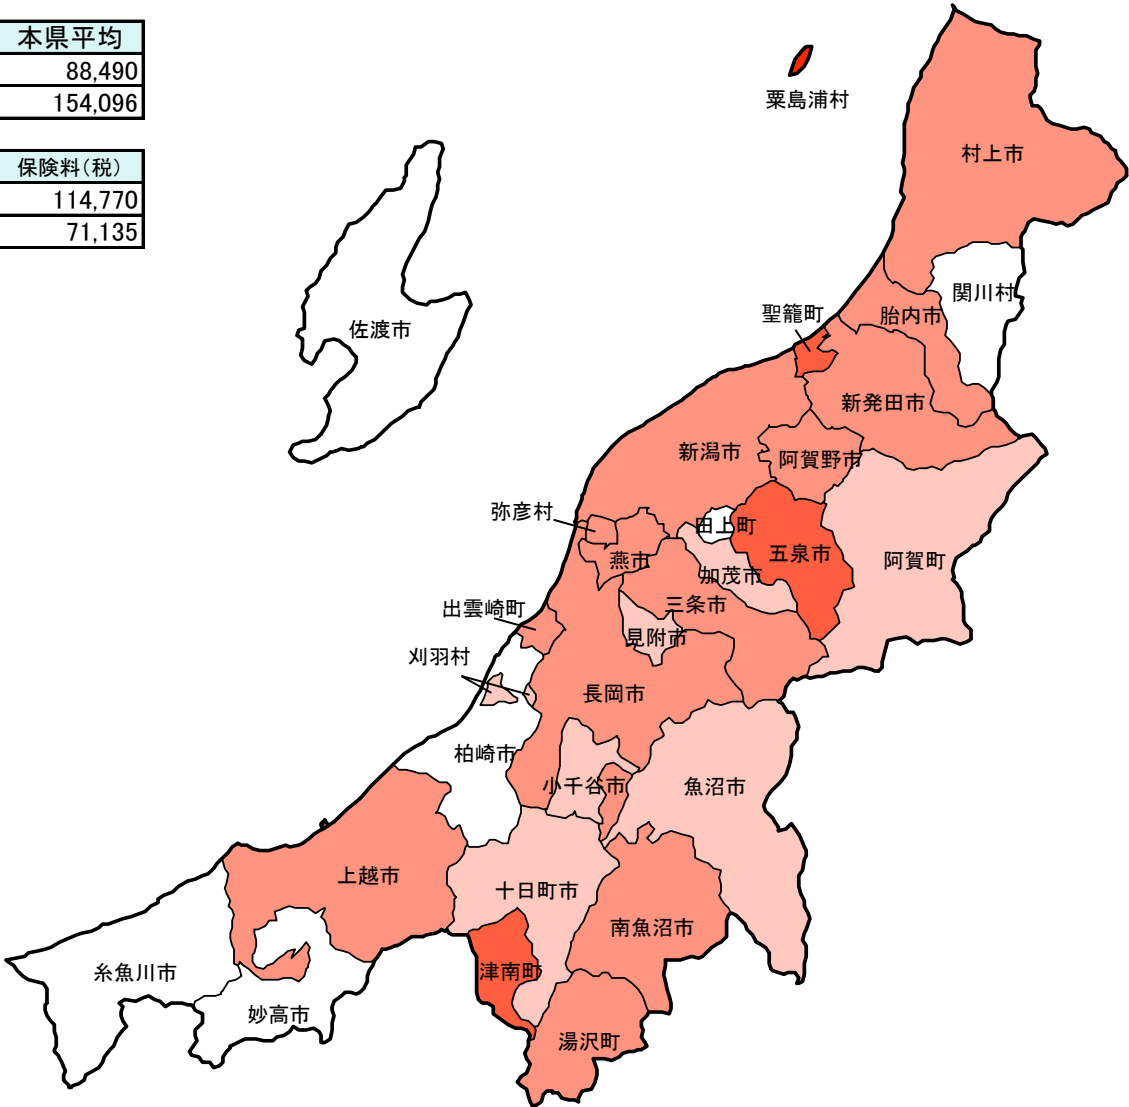 本県平均
88,490
154,096
保険料(税)
114,770
71,135
粟島浦村
村上市
関川村
聖籠町
胎内市
佐渡市
新発田市
新潟市
阿賀野市
弥彦村
田上町
五泉市
阿賀町
燕市
加茂市
三条市
出雲崎町
見附市
刈羽村
長岡市
柏崎市
小千谷市
魚沼市
上越市
十日町市
南魚沼市
糸魚川市
津南町
妙高市
湯沢町